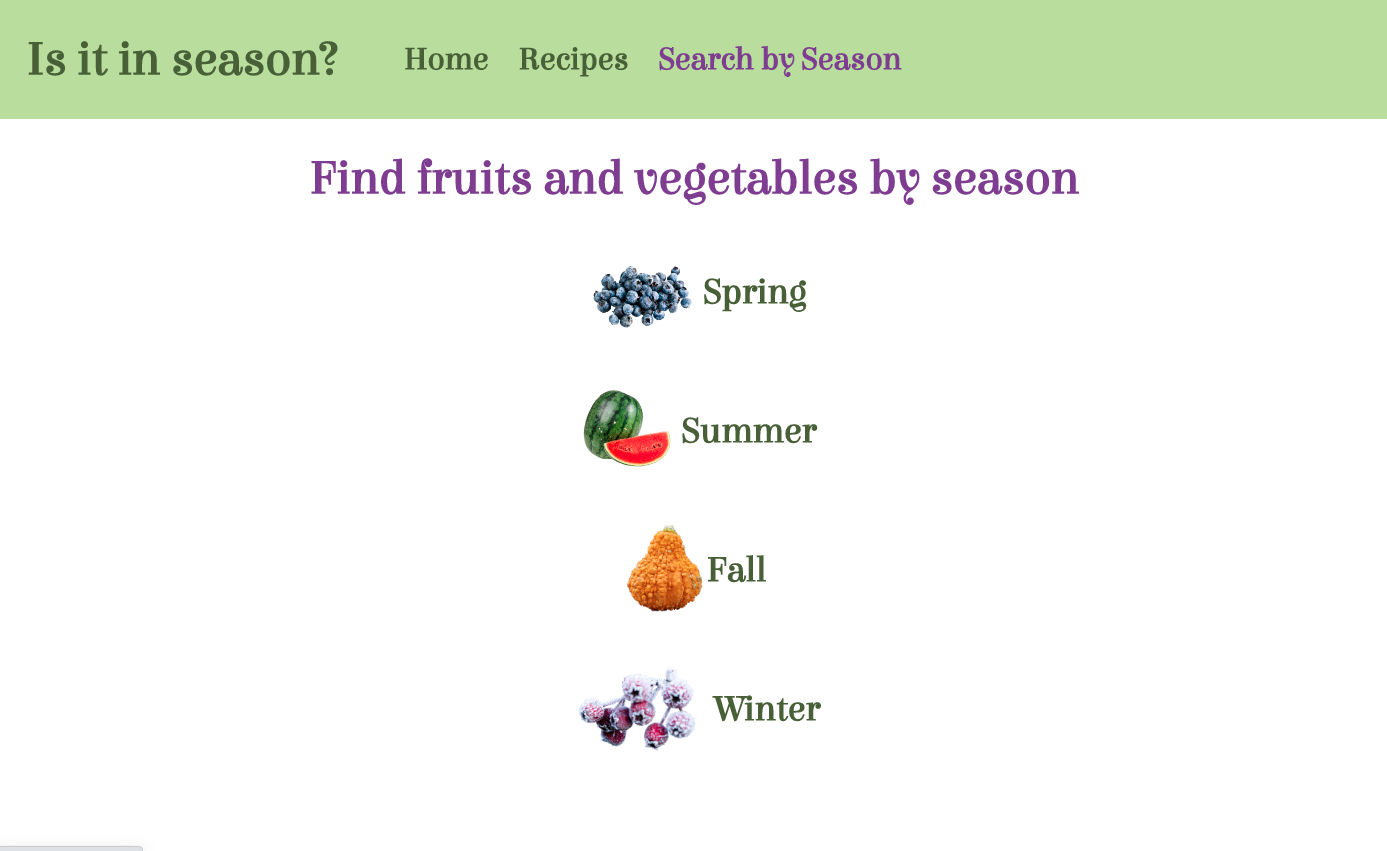 Is it in season? Home Recipes Search by Season
Find fruits and vegetables by season
Spring
Summer
Fall
Winter